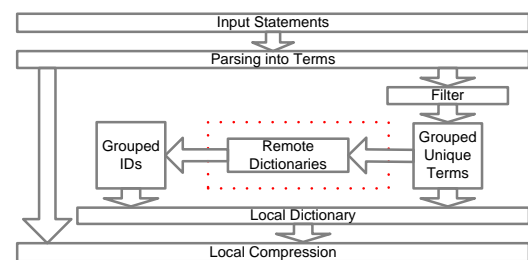 Input Statements
Parsing into Terms
Filter
Grouped
IDs
Remote
Dictionaries
Grouped
Unique
Terms
Local Dictionary
Local Compression